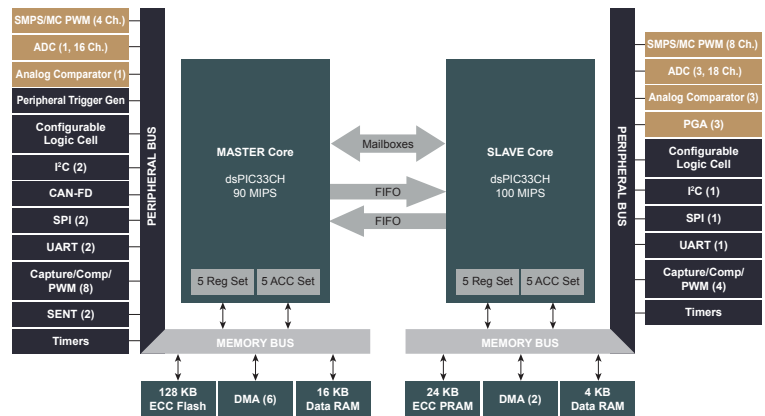 SMPS/MC PWM (4 Ch.)
ADC (1, 16 Ch.)
Analog Comparator (1)
Peripheral Trigger Gen
Configurable
Logic Cell
I²C (2)
CAN-FD
SPI (2)
UART (2)
Capture/Comp/
PWM (8)
SENT (2)
Timers
PERIPHERAL BUS
MASTER Core
dsPIC33CH
90 MIPS
5 Reg Set
5 ACC Set
MEMORY BUS
128 KB
ECC Flash
DMA (6)
16 KB
Data RAM
Mailboxes
FIFO
FIFO
SLAVE Core
dsPIC33CH
100 MIPS
5 Reg Set
5 ACC Set
MEMORY BUS
24 KB
ECC PRAM
DMA (2)
4 KB
Data RAM
PERIPHERAL BUS
SMPS/MC PWM (8 Ch.)
ADC (3, 18 Ch.)
Analog Comparator (3)
PGA (3)
Configurable
Logic Cell
I²C (1)
SPI (1)
UART (1)
Capture/Comp/
PWM (4)
Timers